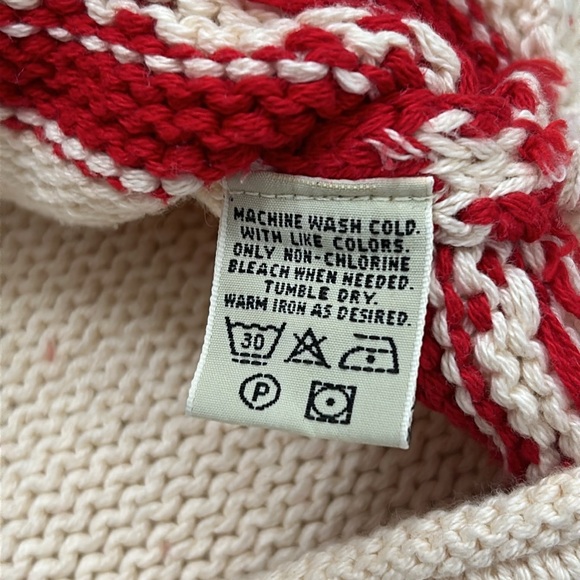 MACHINE WASH COLD.
WITH LIKE COLORS.
ONLY NON-CHLORINE
BLEACH WHEN NEEDED.
TUMBLE DRY.
WARM IRON AS DESIRED.
30
P